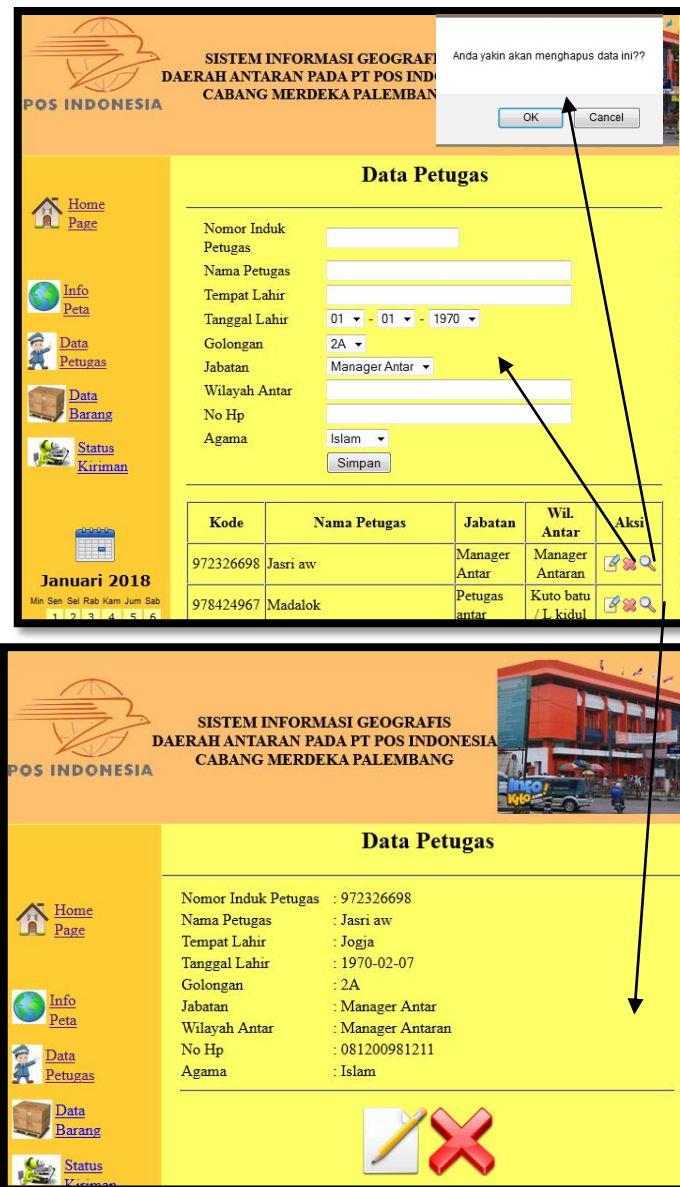 POS INDONESIA
SISTEM INFORMASI GEOGRAFI
DAERAH ANTARAN PADA PT POS IND
CABANG MERDEKA PALEMBAN
Anda yakin akan menghapus data ini??
OK Cancel
Home
Page
Info
Peta
Data
Petugas
Data
Barang
Status
Kiriman
Januari 2018
Min Sen Sel Rab Kam Jum Sab
1 2 3 4 5 6
Data Petugas
Nomor Induk
Petugas
Nama Petugas
Tempat Lahir
Tanggal Lahir 01 - 01 - 1970
Golongan 2A
Jabatan Manager Antar
Wilayah Antar
No Hp
Agama Islam
Simpan
Kode Nama Petugas Jabatan Wil. Antar Aksi
972326698 Jasri aw Manager Antar Manager Antaran
978424967 Madalok Petugas antar Kuto batu / L kidul
POS INDONESIA
SISTEM INFORMASI GEOGRAFIS
DAERAH ANTARAN PADA PT POS INDONESIA
CABANG MERDEKA PALEMBANG
Info
Kito
Home
Page
Info
Peta
Data
Petugas
Data
Barang
Status
Kiriman
Data Petugas
Nomor Induk Petugas : 972326698
Nama Petugas : Jasri aw
Tempat Lahir : Jogja
Tanggal Lahir : 1970-02-07
Golongan : 2A
Jabatan : Manager Antar
Wilayah Antar : Manager Antaran
No Hp : 081200981211
Agama : Islam